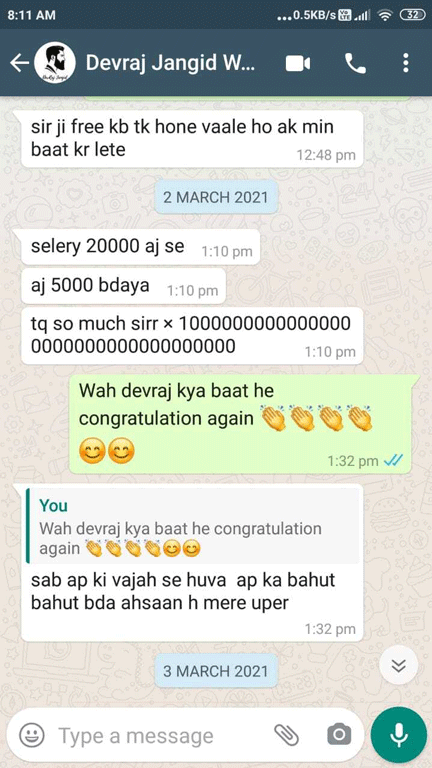 8:11 AM
...0.5KB/s
32
Devraj Jangid W...
sir ji free kb tk hone vaale ho ak min
baat kr lete
12:48 pm
2 MARCH 2021
selery 20000 aj se
1:10 pm
aj 5000 bdaya
1:10 pm
tq so much sirr × 1000000000000000
0000000000000000000
1:10 pm
Wah devraj kya baat he
congratulation again 👏👏👏👏
😊😊
1:32 pm
You
Wah devraj kya baat he congratulation
again 👏👏👏👏😊😊
sab ap ki vajah se huva ap ka bahut
bahut bda ahsaan h mere uper
1:32 pm
3 MARCH 2021
Type a message